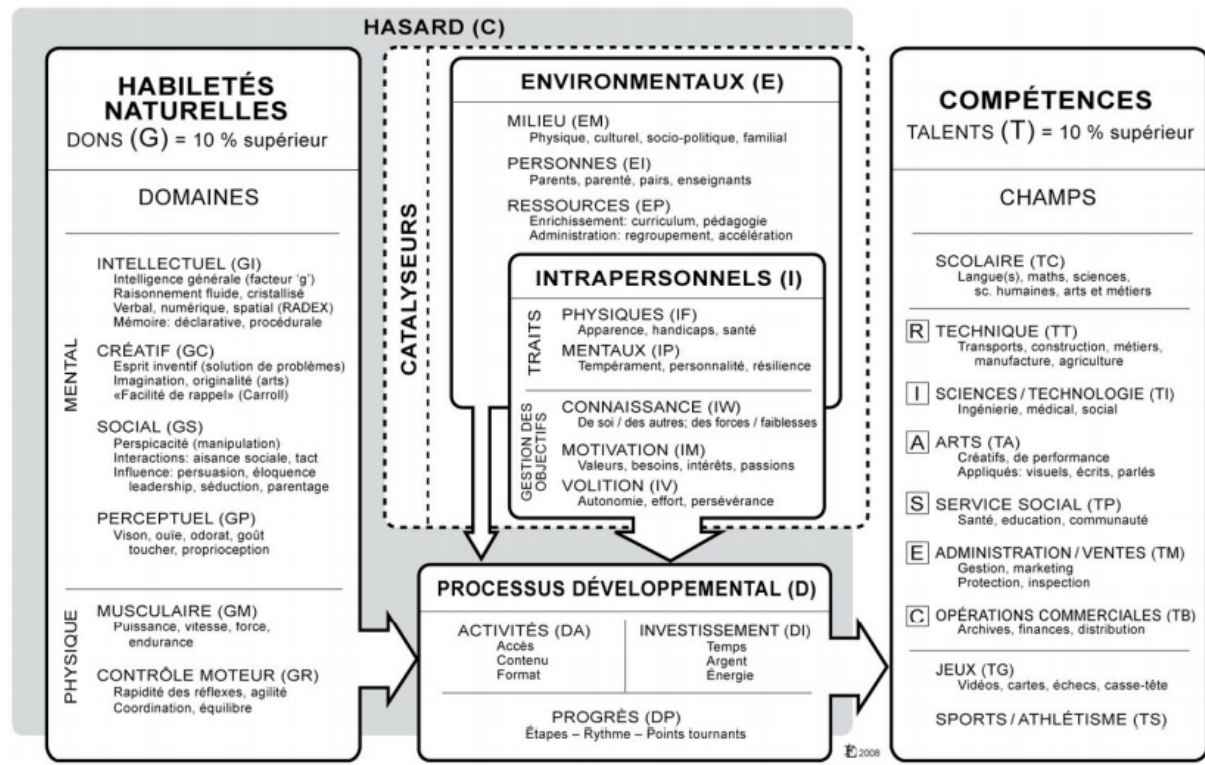 HASARD (C)
HABILETÉS
NATURELLES
DONS (G) = 10 % supérieur
DOMAINES
MENTAL
INTELLECTUEL (GI)
Intelligence générale (facteur 'g')
Raisonnement fluide, cristallisé
Verbal, numérique, spatial (RADEX)
Mémoire: déclarative, procédurale
CRÉATIF (GC)
Esprit inventif (solution de problèmes)
Imagination, originalité (arts)
«Facilité de rappel» (Carroll)
SOCIAL (GS)
Perspicacité (manipulation)
Interactions: aisance sociale, tact
Influence: persuasion, éloquence
leadership, séduction, parentage
PERCEPTUEL (GP)
Vison, ouïe, odorat, goût
toucher, proprioception
PHYSIQUE
MUSCULAIRE (GM)
Puissance, vitesse, force,
endurance
CONTRÔLE MOTEUR (GR)
Rapidité des réflexes, agilité
Coordination, équilibre
CATALYSEURS
ENVIRONMENTAUX (E)
MILIEU (EM)
Physique, culturel, socio-politique, familial
PERSONNES (EI)
Parents, parenté, pairs, enseignants
RESSOURCES (EP)
Enrichissement: curriculum, pédagogie
Administration: regroupement, accélération
INTRAPERSONNELS (I)
TRAITS
PHYSIQUES (IF)
Apparence, handicaps, santé
MENTAUX (IP)
Tempérament, personnalité, résilience
GESTION DES
OBJECTIFS
CONNAISSANCE (IW)
De soi / des autres; des forces / faiblesses
MOTIVATION (IM)
Valeurs, besoins, intérêts, passions
VOLITION (IV)
Autonomie, effort, persévérance
PROCESSUS DÉVELOPPEMENTAL (D)
ACTIVITÉS (DA)
Accès
Contenu
Format
INVESTISSEMENT (DI)
Temps
Argent
Énergie
PROGRÈS (DP)
Étapes – Rythme – Points tournants
2008
COMPÉTENCES
TALENTS (T) = 10 % supérieur
CHAMPS
SCOLAIRE (TC)
Langue(s), maths, sciences,
sc. humaines, arts et métiers
R TECHNIQUE (TT)
Transports, construction, métiers,
manufacture, agriculture
I SCIENCES / TECHNOLOGIE (TI)
Ingénierie, médical, social
A ARTS (TA)
Créatifs, de performance
Appliqués: visuels, écrits, parlés
S SERVICE SOCIAL (TP)
Santé, education, communauté
E ADMINISTRATION / VENTES (TM)
Gestion, marketing
Protection, inspection
C OPÉRATIONS COMMERCIALES (TB)
Archives, finances, distribution
JEUX (TG)
Vidéos, cartes, échecs, casse-tête
SPORTS / ATHLÉTISME (TS)